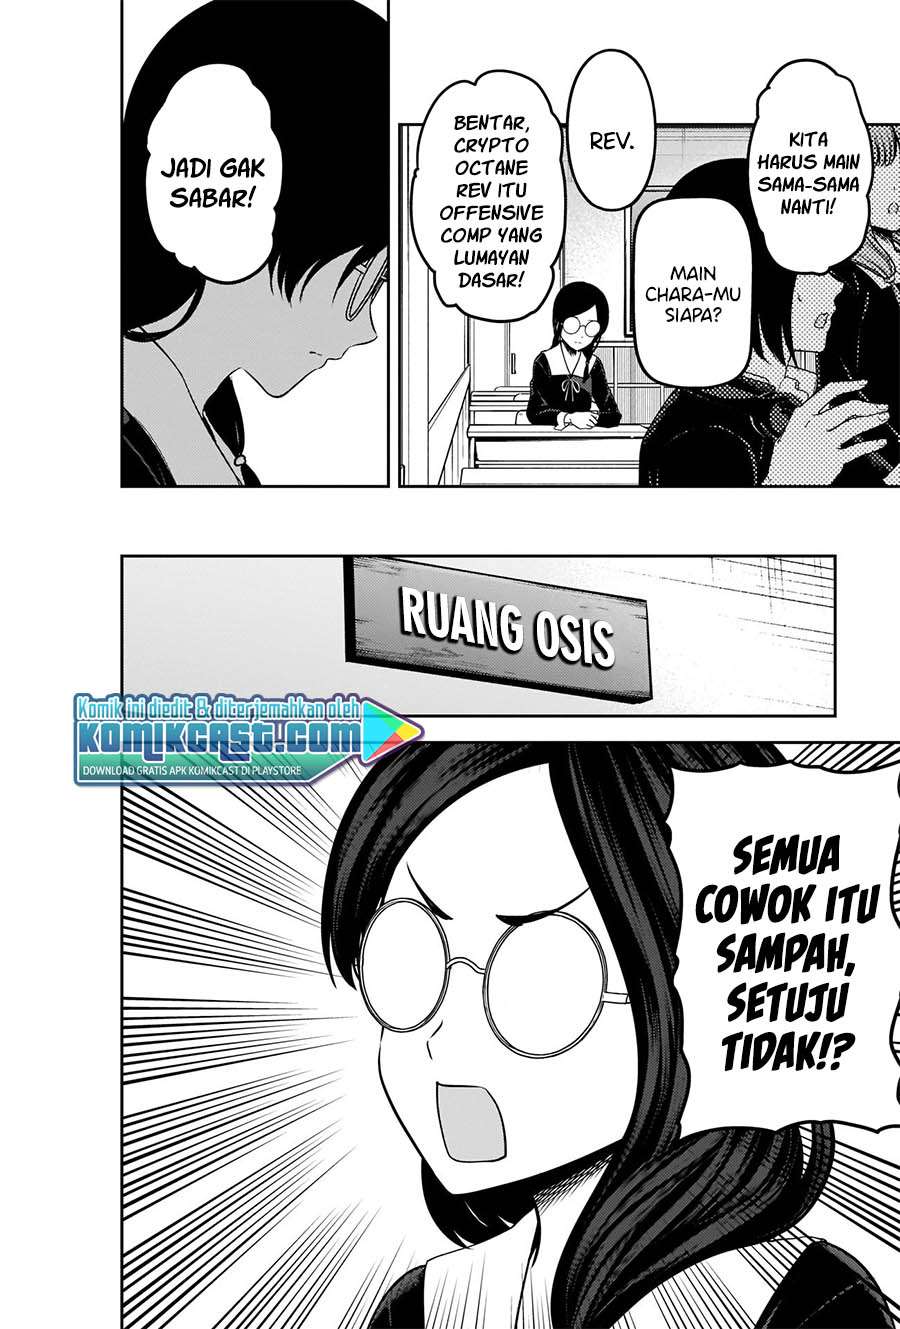 KITA
HARUS MAIN
SAMA-SAMA
NANTI!
MAIN
CHARA-MU
SIAPA?
REV.
BENTAR,
CRYPTO
OCTANE
REV ITU
OFFENSIVE
COMP YANG
LUMAYAN
DASAR!
JADI GAK
SABAR!
RUANG OSIS
Komik ini diedit & diterjemahkan oleh
KOMIKCAST.COM
DOWNLOAD GRATIS APK KOMIKCAST DI PLAYSTORE
SEMUA
COWOK ITU
SAMPAH,
SETUJU
TIDAK!?